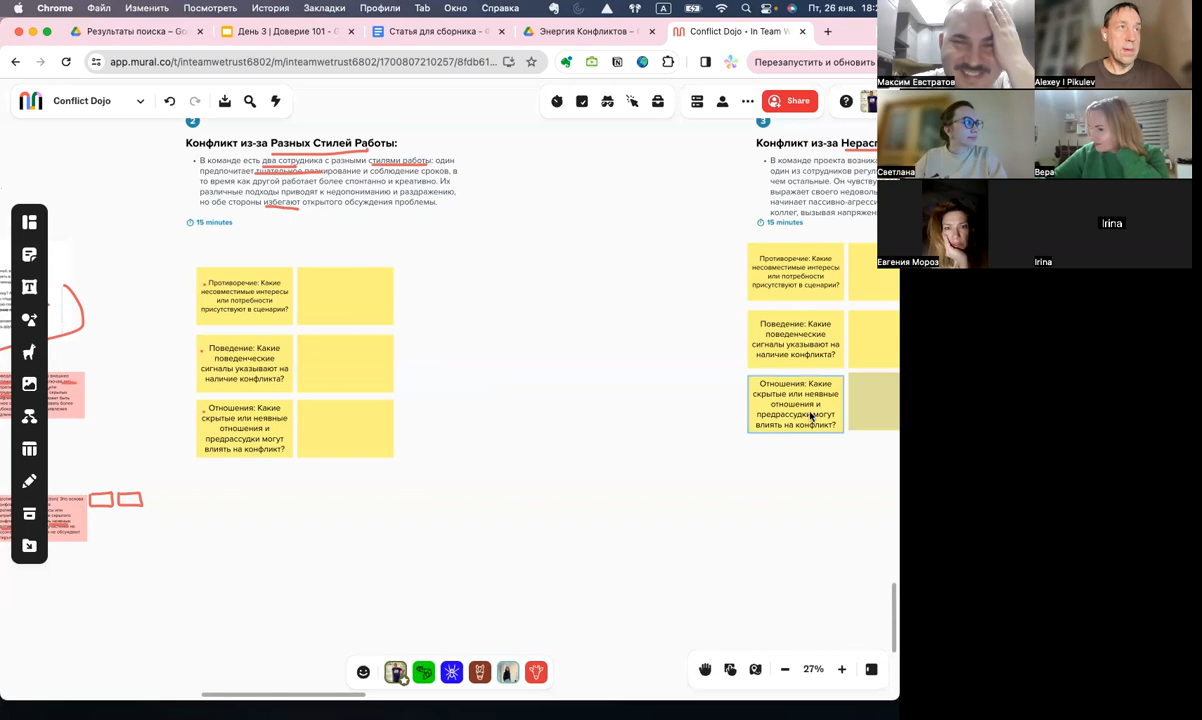 Chrome Файл Изменить Просмотр История Закладки Профили Tab Окно Справка A Пт, 26 янв. 18:2
Результаты поиска – Go
День 3 | Доверие 101 -
Статья для сборника -
Энергия Конфликтов –
Conflict Dojo • In Team W
app.mural.co/t/inteamwetrust6802/m/inteamwetrust6802/1700807210257/8fdb61...
Перезапустить и обновить
Conflict Dojo
Share
2
Конфликт из-за Разных Стилей Работы:
В команде есть два сотрудника с разными стилями работы: один
предпочитает тщательное планирование и соблюдение сроков, в
то время как другой работает более спонтанно и креативно. Их
различные подходы приводят к недопониманию и раздражению,
но обе стороны избегают открытого обсуждения проблемы.
15 minutes
Противоречие: Какие
несовместимые интересы
или потребности
присутствуют в сценарии?
Поведение: Какие
поведенческие
сигналы указывают на
наличие конфликта?
Отношения: Какие
скрытые или неявные
отношения и
предрассудки могут
влиять на конфликт?
3
Конфликт из-за Нерасп
В команде проекта возника
один из сотрудников регул
чем остальные. Он чувству
выражает своего недоволь
начинает пассивно-агресси
коллег, вызывая напряжен
15 minutes
Противоречие: Какие
несовместимые интересы
или потребности
присутствуют в сценарии?
Поведение: Какие
поведенческие
сигналы указывают на
наличие конфликта?
Отношения: Какие
скрытые или неявные
отношения и
предрассудки могут
влиять на конфликт?
27%
Максим Евстратов
Alexey I Pikulev
Светлана
Вера
Евгения Мороз
Irina
Irina